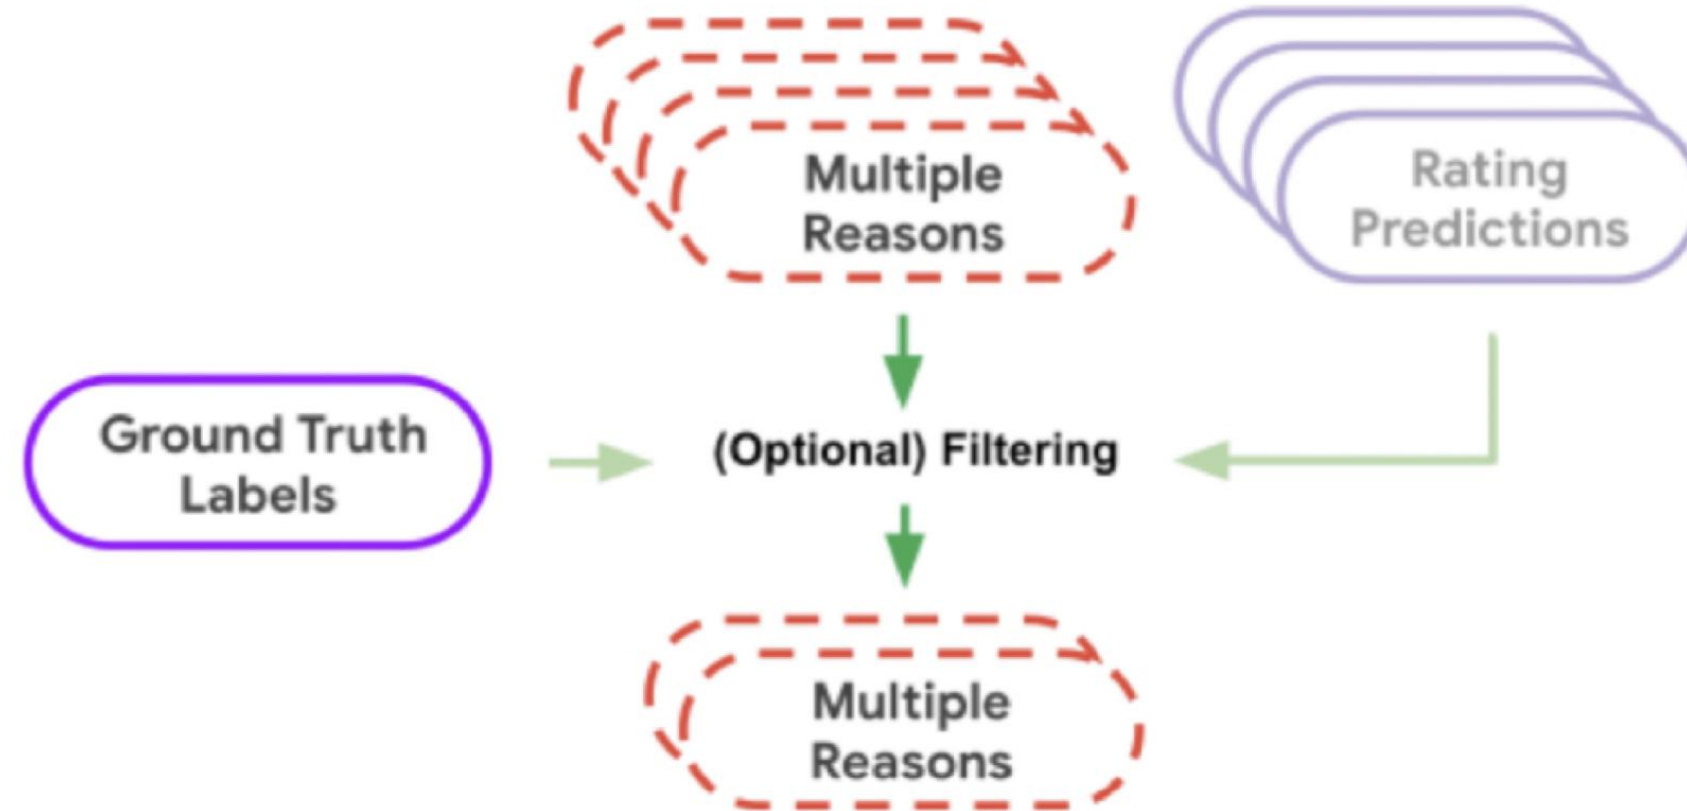 Multiple
Reasons
Rating
Predictions
Ground Truth
Labels
(Optional) Filtering
Multiple
Reasons